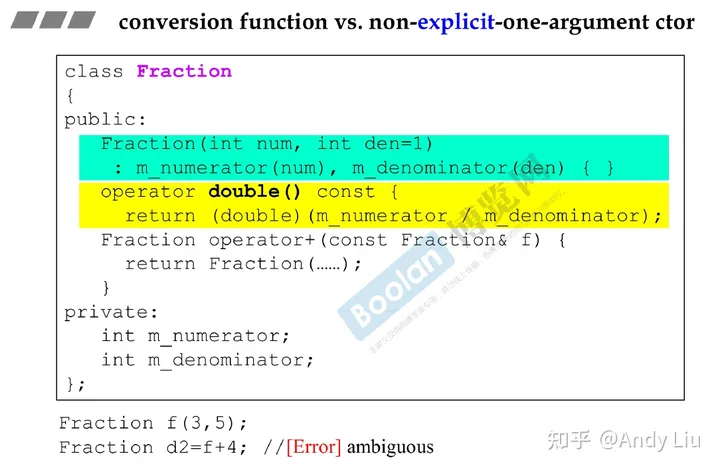 conversion function vs. non-explicit-one-argument ctor
class Fraction
{
public:
Fraction(int num, int den=1)
: m_numerator(num), m_denominator(den) { }
operator double() const {
return (double)(m_numerator / m_denominator);
Fraction operator+(const Fraction& f) {
return Fraction(……);
}
private:
int m_numerator;
int m_denominator;
};
Boolan 博览网
Fraction f(3,5);
Fraction d2=f+4; //[Error] ambiguous
知乎 @Andy Liu